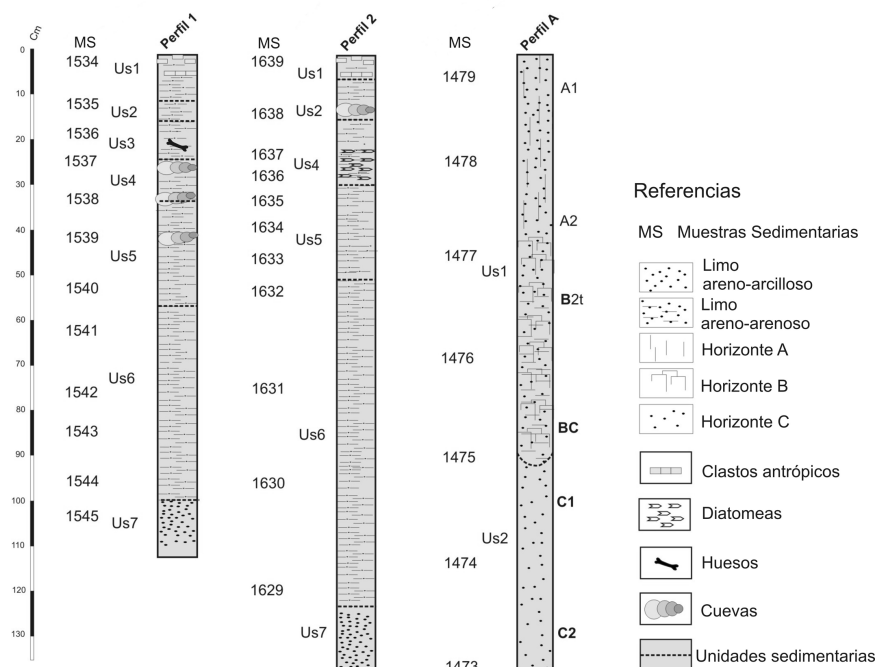 Cm
0
10
20
30
40
50
60
70
80
90
100
110
120
130
MS
Perfil 1
1534
Us1
1535
Us2
1536
Us3
1537
Us4
1538
1539
Us5
1540
1541
Us6
1542
1543
1544
1545
Us7
MS
Perfil 2
1639
Us1
1638
Us2
1637
Us4
1636
1635
1634
Us5
1633
1632
1631
Us6
1630
1629
Us7
MS
Perfil A
1479
A1
1478
A2
1477
Us1
B2t
1476
BC
1475
C1
Us2
1474
C2
1473
Referencias
MS Muestras Sedimentarias
Limo
areno-arcilloso
Limo
areno-arenoso
Horizonte A
Horizonte B
Horizonte C
Clastos antrópicos
Diatomeas
Huesos
Cuevas
Unidades sedimentarias